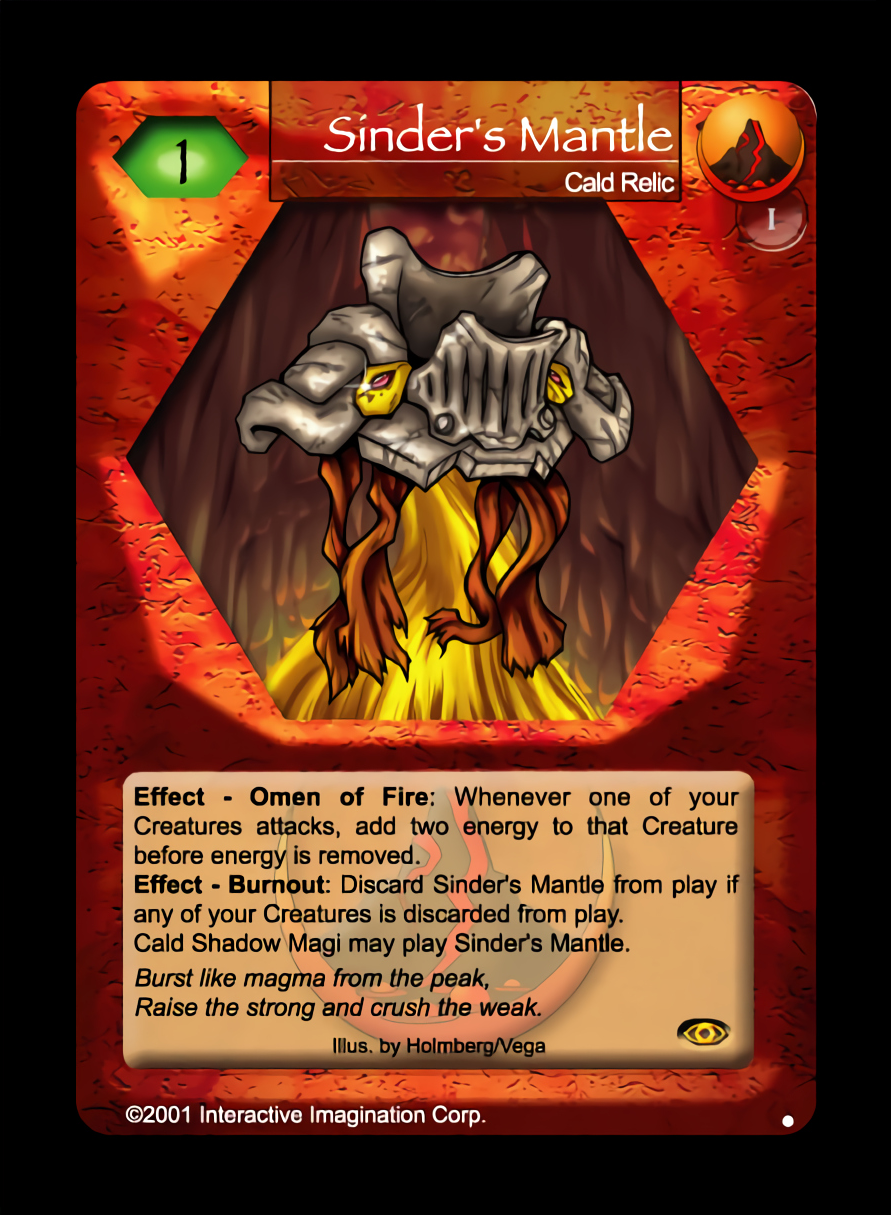 1
Sinder's Mantle
Cald Relic
I
Effect - Omen of Fire: Whenever one of your
Creatures attacks, add two energy to that Creature
before energy is removed.
Effect - Burnout: Discard Sinder's Mantle from play if
any of your Creatures is discarded from play.
Cald Shadow Magi may play Sinder's Mantle.
Burst like magma from the peak,
Raise the strong and crush the weak.
Illus. by Holmberg/Vega
©2001 Interactive Imagination Corp.